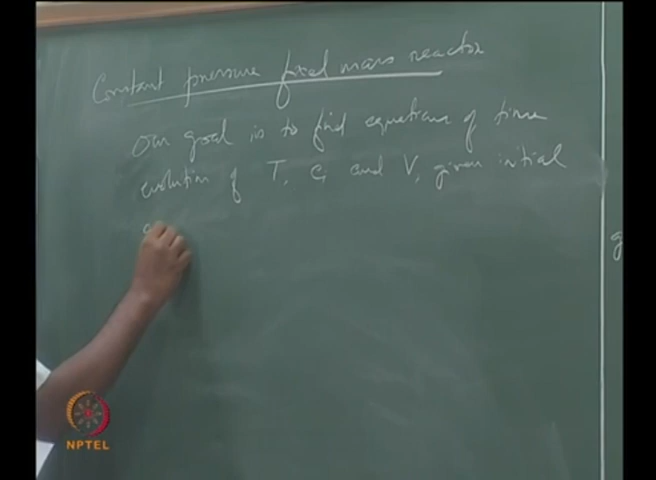 Constant pressure fixed mass reactor
Our goal is to find equations of time
evolution of T, ci and V, given initial
NPTEL